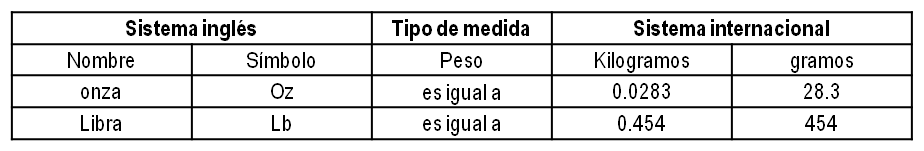 Sistema inglés Tipo de medida Sistema internacional
Nombre Símbolo Peso Kilogramos gramos
onza Oz es igual a 0.0283 28.3
Libra Lb es igual a 0.454 454